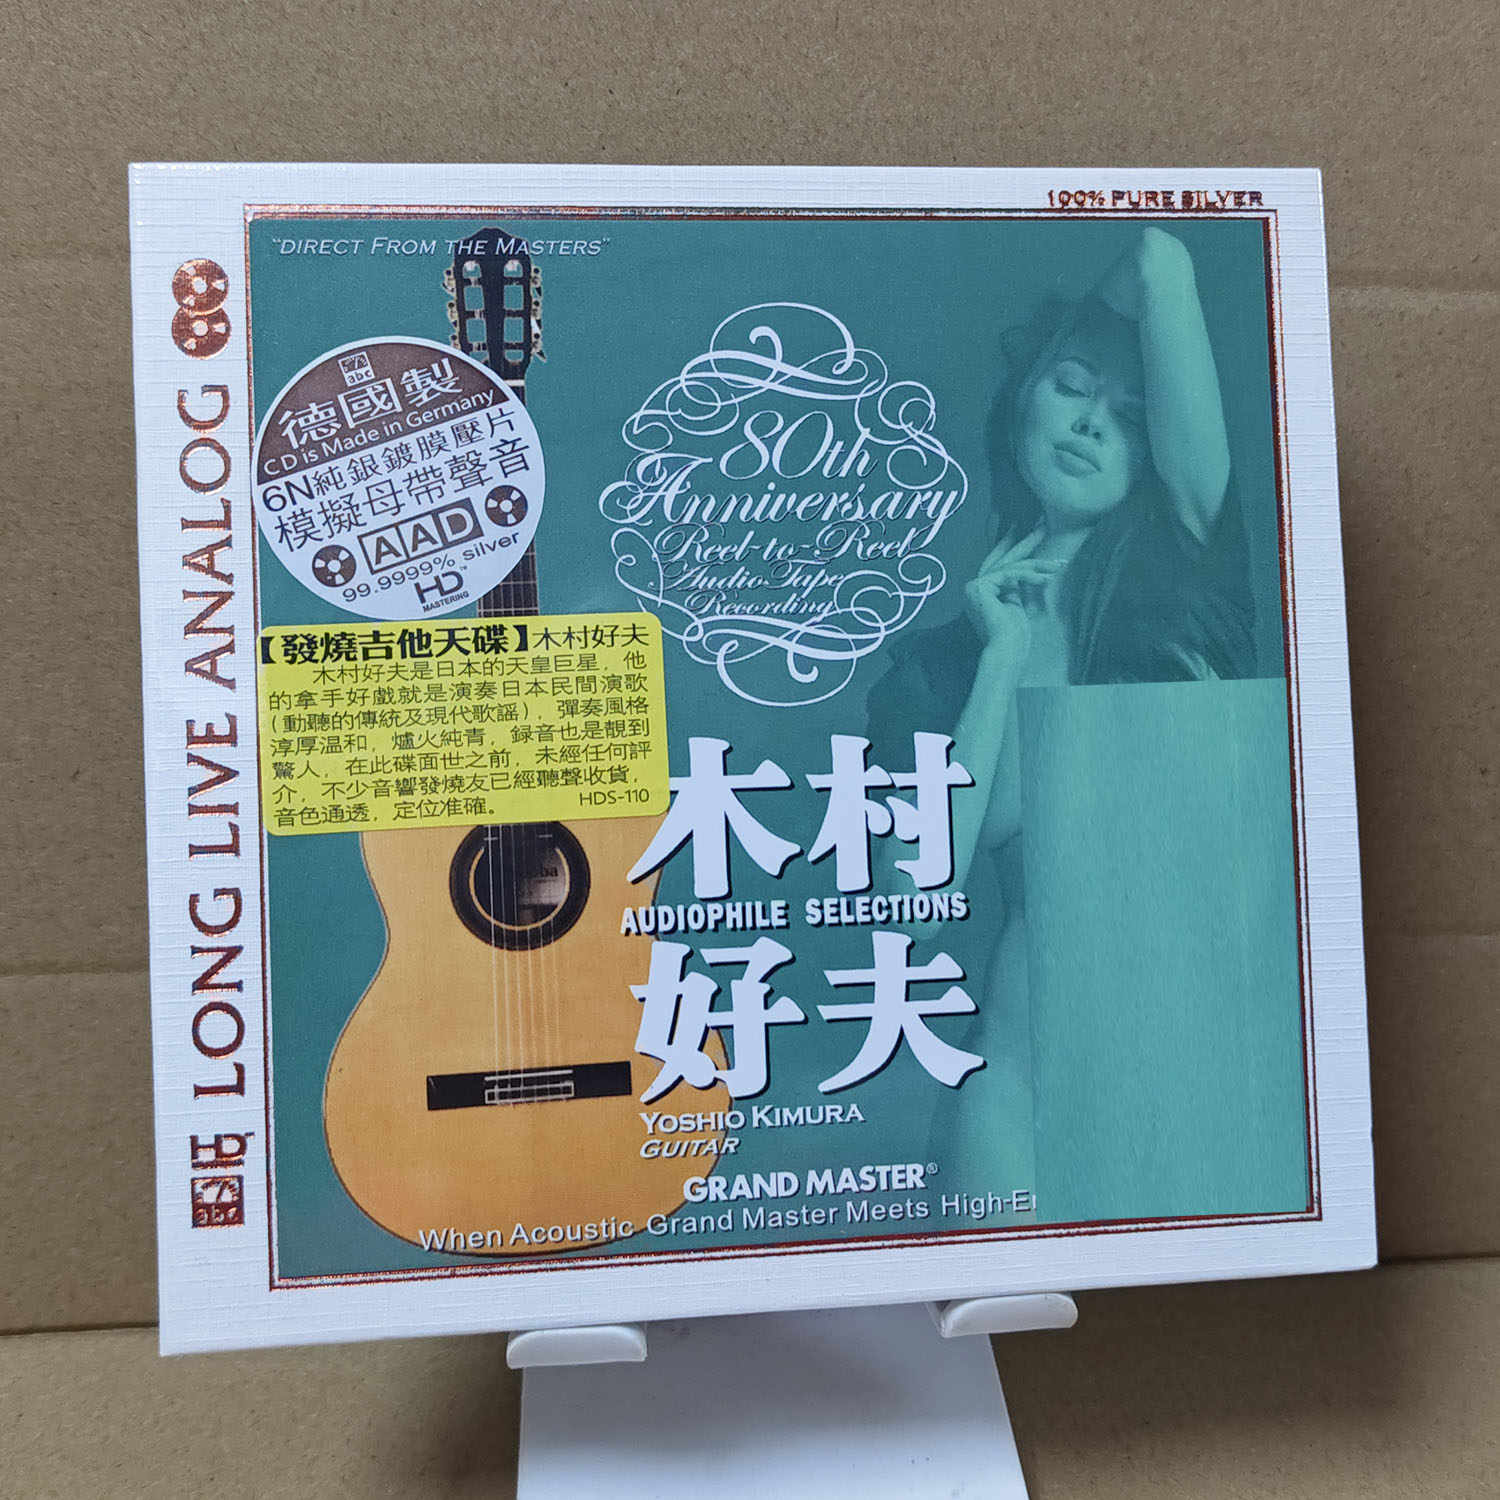 100% PURE SILVER
"DIRECT FROM THE MASTERS"
LONG LIVE ANALOG
HD
abc
abc
德國製
CD is Made in Germany
6N純銀鍍膜壓片
模擬母帶聲音
AAD
99.9999% silver
HD™
MASTERING
80th
Anniversary
Reel-to-Reel
Audio Tape
Recording
【發燒吉他天碟】木村好夫
木村好夫是日本的天皇巨星，他
的拿手好戲就是演奏日本民間演歌
(動聽的傳統及現代歌謡)，彈奏風格
淳厚温和，爐火純青，録音也是靚到
驚人，在此碟面世之前，未經任何評
介，不少音響發燒友已經聽聲收貨，
音色通透，定位准確。 HDS-110
木村
AUDIOPHILE SELECTIONS
好夫
YOSHIO KIMURA
GUITAR
GRAND MASTER®
When Acoustic Grand Master Meets